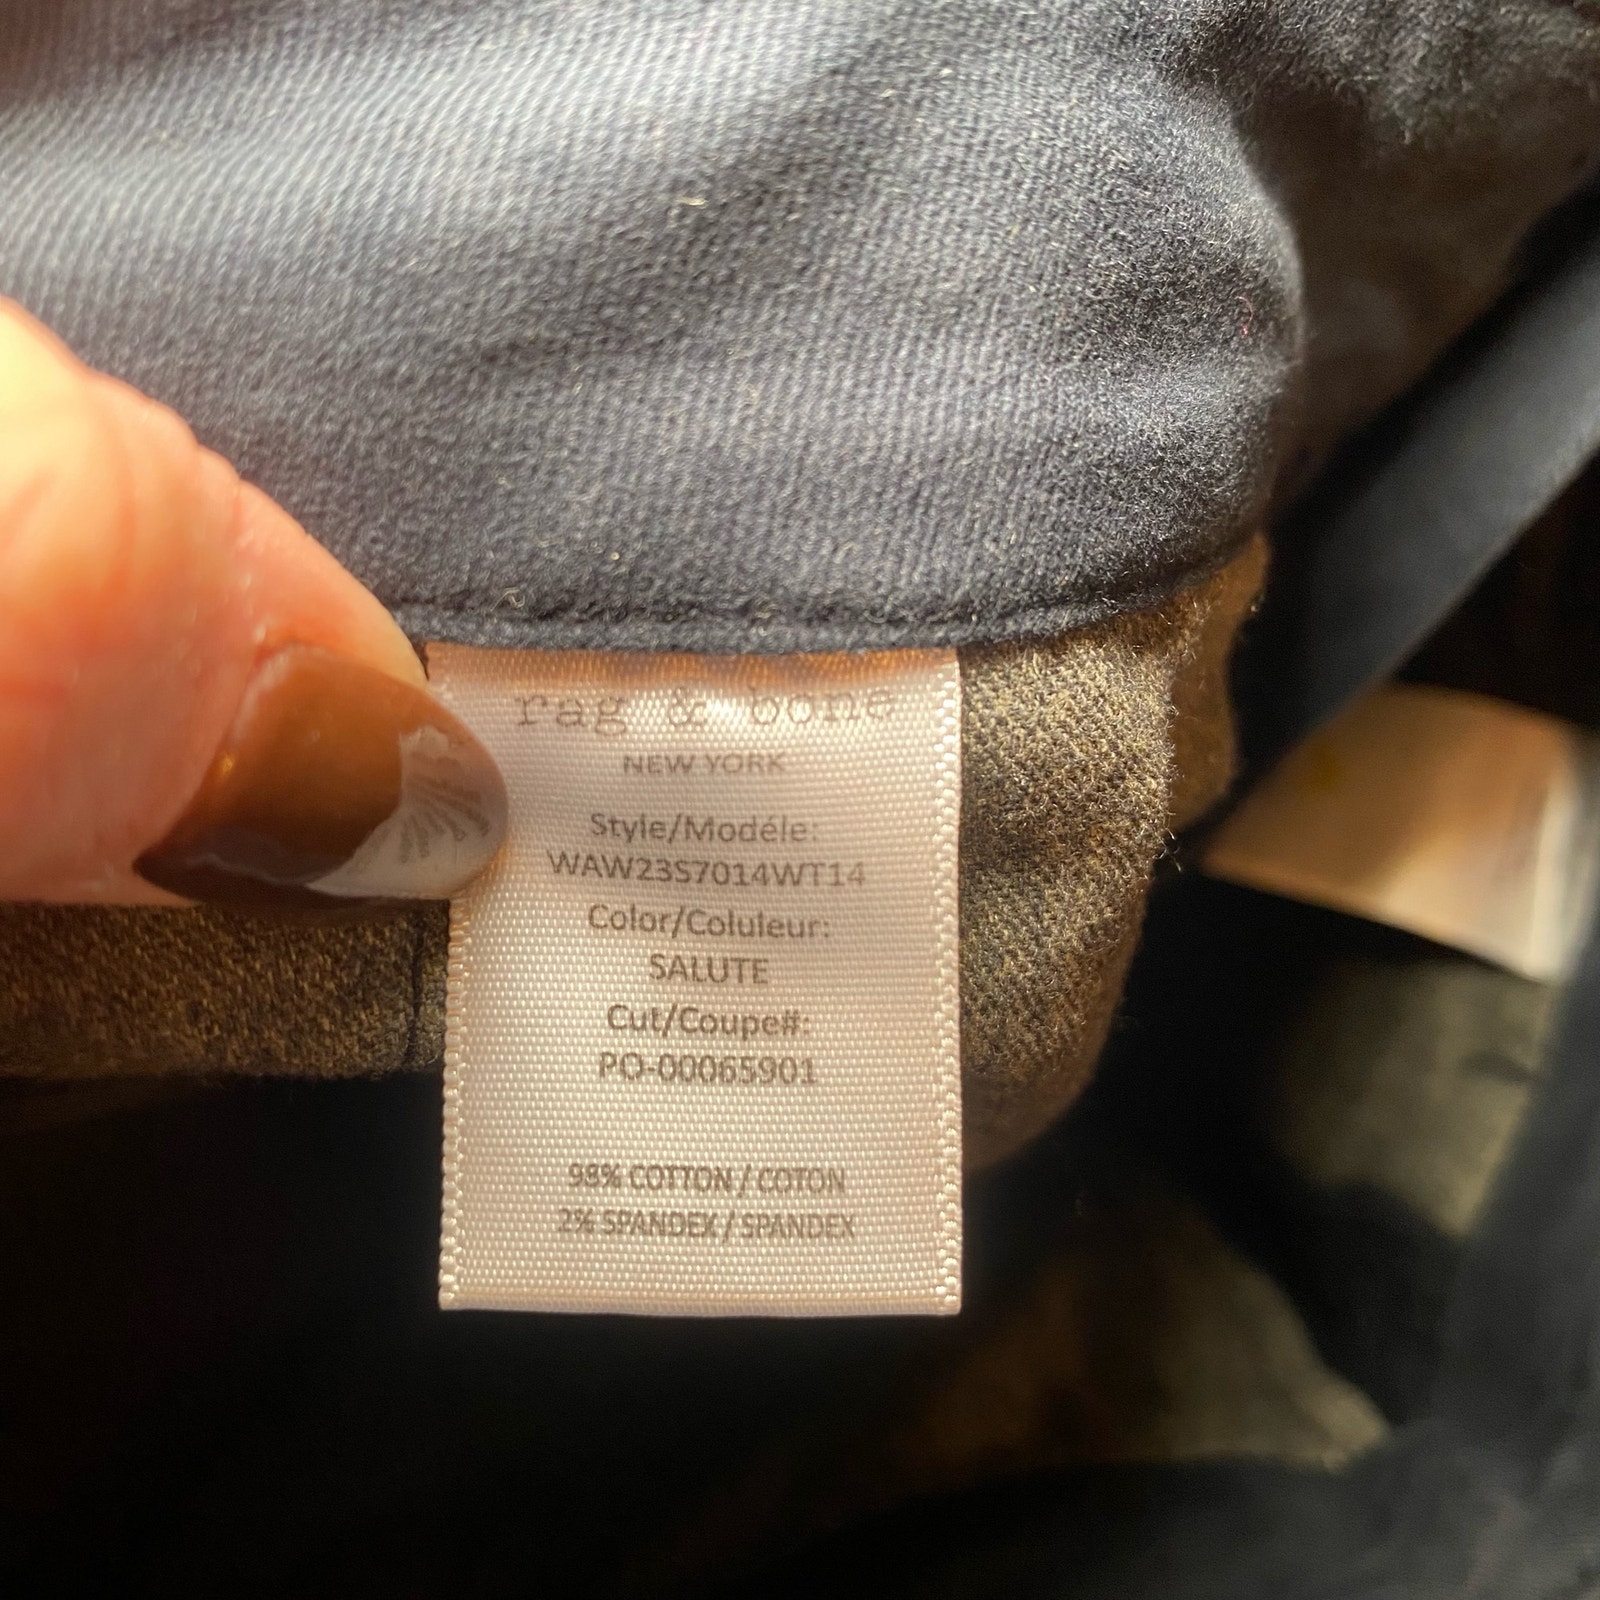 rag & bone
NEW YORK
Style/Modéle:
WAW23S7014WT14
Color/Coluleur:
SALUTE
Cut/Coupe#:
PO-00065901
98% COTTON / COTON
2% SPANDEX / SPANDEX